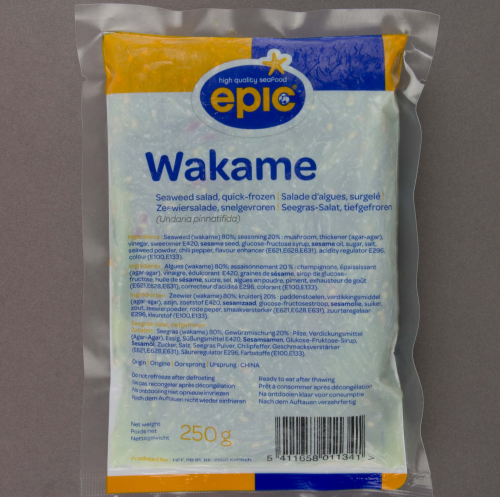 high quality seafood
epic
Wakame
Seaweed salad, quick-frozen | Salade d'algues, surgelé
Zeewiersalade, snelgevroren | Seegras-Salat, tiefgefroren
(Undaria pinnatifida)
Seaweed (wakame) 80%; seasoning 20% : mushroom, thickener (agar-agar),
vinegar, sweetener E420, sesame seed, glucose-fructose syrup, sesame oil, sugar, salt,
seaweed powder, chili pepper, flavour enhancer (E621,E628,E631), acidity regulator E296,
colour (E100,E133).
Algues (wakame) 80%; assaisonnement 20% : champignons, épaississant
(agar-agar), vinaigre, édulcorant E420, graines de sésame, sirop de glucose-
fructose, huile de sésame, sucre, sel, algues en poudre, piment, exhausteur de goût
(E621,E628,E631), correcteur d'acidité E296, colorant (E100,E133).
Zeewier (wakame) 80%; kruiderij 20% : paddenstoelen, verdikkingsmiddel
(agar-agar), azijn, zoetstof E420, sesamzaad, glucose-fructosestroop, sesamolie, suiker,
zout, zeewierpoeder, rode peper, smaakversterker (E621,E628,E631), zuurteregelaar
E296, kleurstof (E100,E133).
Seegras (wakame) 80%, Gewürzmischung 20% : Pilze, Verdickungsmittel
(Agar-Agar), Essig, Süßungsmittel E420, Sesamsamen, Glukose-Fruktose-Sirup,
Sesamöl, Zucker, Salz, Seegras Pulver, Chilipfeffer, Geschmacksverstärker
(E621,E628,E631), Säureregulator E296, Farbstoffe (E100,E133).
Origin | Origine | Oorsprong | Ursprung : CHINA
Do not refreeze after defrosting
Ne pas recongeler après décongélation
Na ontdooiing niet opnieuw invriezen
Nach dem Auftauen nicht wieder einfrieren
Ready to eat after thawing
Prêt à consommer après décongélation
Na ontdooien klaar voor consumptie
Nach dem Auftauen verzehrfertig
Net weight
Poids net
Nettogewicht
250 g
5 411658 011341 >